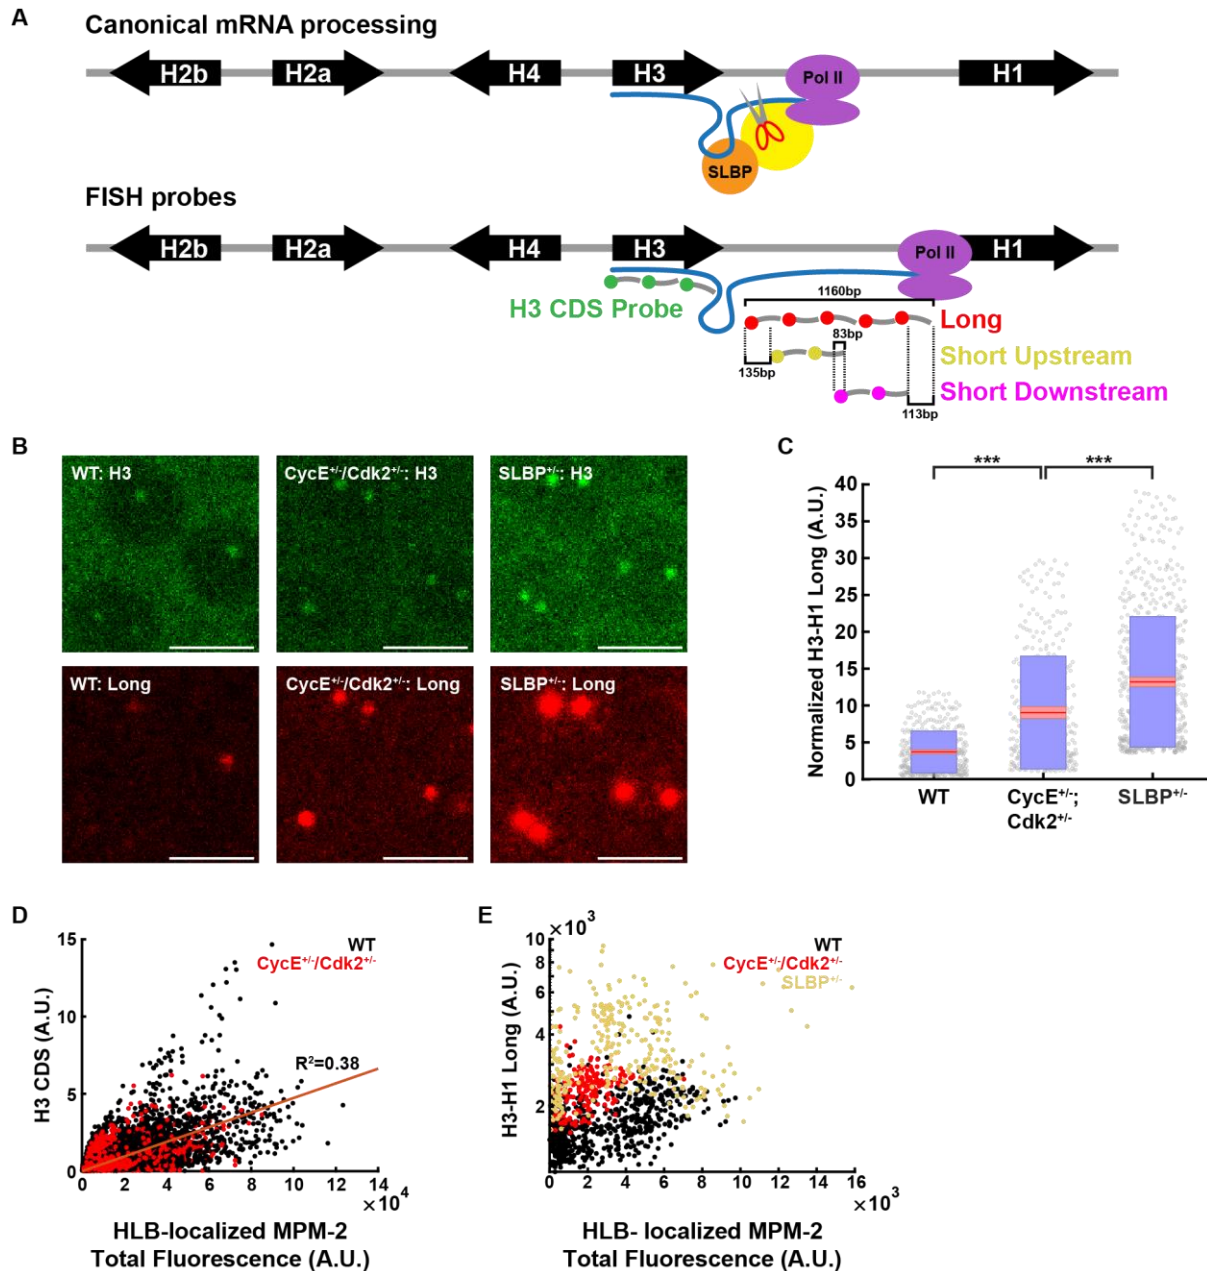 A
Canonical mRNA processing
H2b
H2a
H4
H3
Pol II
H1
SLBP
FISH probes
H2b
H2a
H4
H3
Pol II
H1
H3 CDS Probe
1160bp
Long
83bp
Short Upstream
135bp
Short Downstream
113bp
B
WT: H3
CycE+/-/Cdk2+/-: H3
SLBP+/-: H3
WT: Long
CycE+/-/Cdk2+/-: Long
SLBP+/-: Long
C
***
***
Normalized H3-H1 Long (A.U.)
40
35
30
25
20
15
10
5
0
WT
CycE+/-;
Cdk2+/-
SLBP+/-
D
H3 CDS (A.U.)
15
10
5
0
WT
CycE+/-/Cdk2+/-
R²=0.38
0
2
4
6
8
10
12
14
×10⁴
HLB-localized MPM-2
Total Fluorescence (A.U.)
E
×10³
H3-H1 Long (A.U.)
10
8
6
4
2
WT
CycE+/-/Cdk2+/-
SLBP+/-
0
2
4
6
8
10
12
14
16
×10³
HLB- localized MPM-2
Total Fluorescence (A.U.)